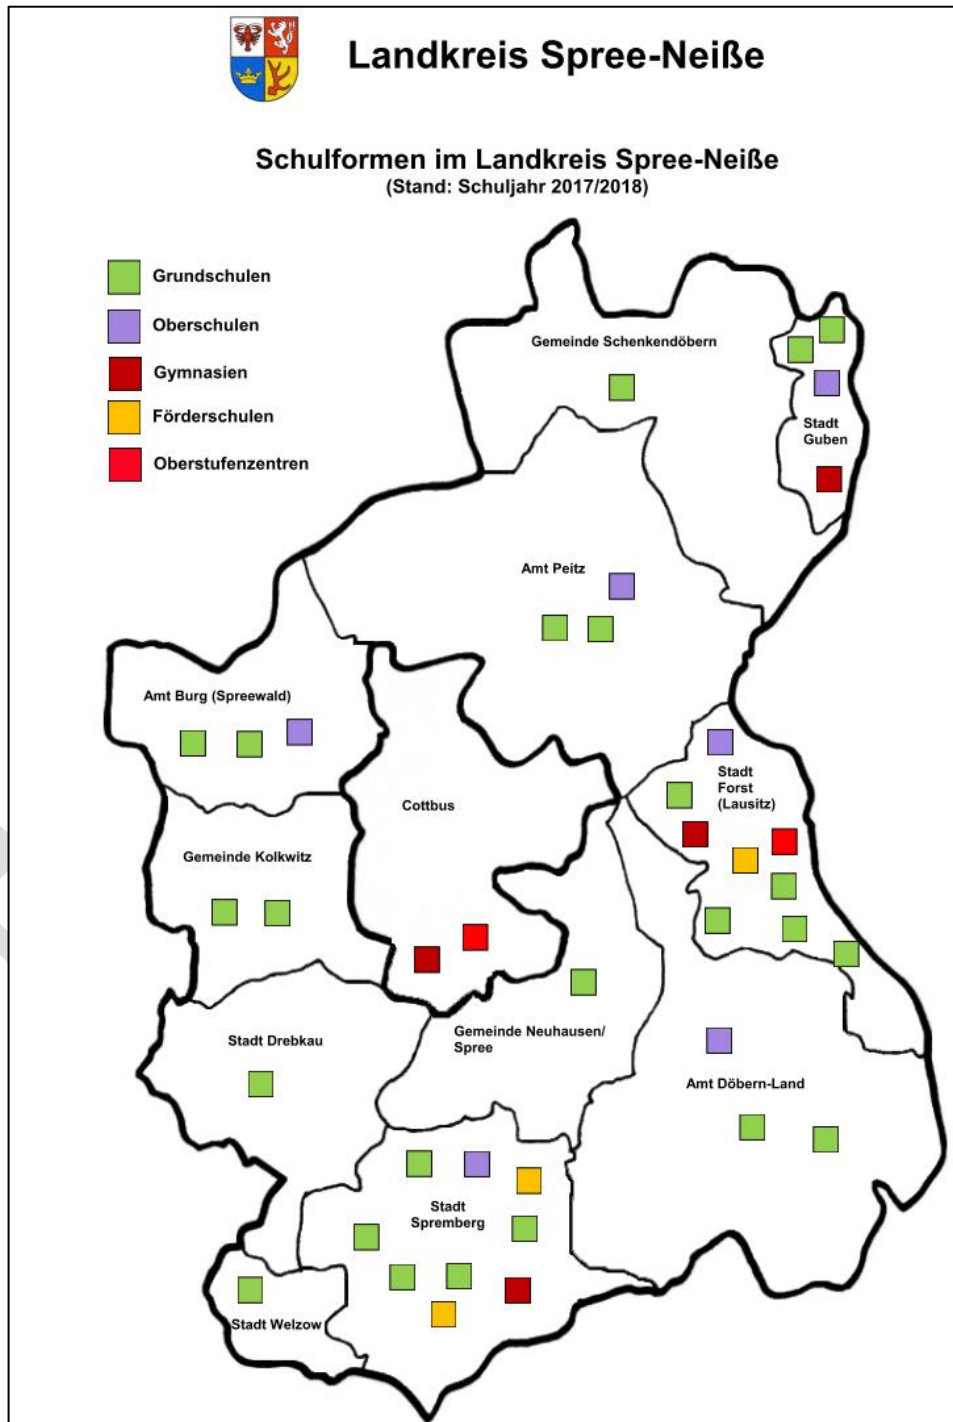 Landkreis Spree-Neiße
Schulformen im Landkreis Spree-Neiße
(Stand: Schuljahr 2017/2018)
Grundschulen
Oberschulen
Gymnasien
Förderschulen
Oberstufenzentren
Gemeinde Schenkendöbern
Stadt
Guben
Amt Peitz
Amt Burg (Spreewald)
Stadt
Forst
(Lausitz)
Cottbus
Gemeinde Kolkwitz
Gemeinde Neuhausen/
Spree
Stadt Drebkau
Amt Döbern-Land
Stadt
Spremberg
Stadt Welzow